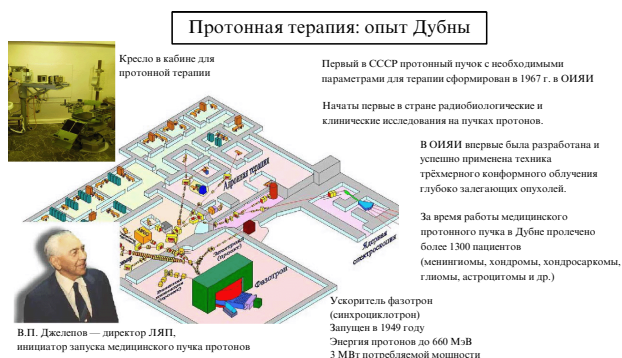 Протонная терапия: опыт Дубны
Кресло в кабине для
протонной терапии
Первый в СССР протонный пучок с необходимыми
параметрами для терапии сформирован в 1967 г. в ОИЯИ
Начаты первые в стране радиобиологические и
клинические исследования на пучках протонов.
В ОИЯИ впервые была разработана и
успешно применена техника
трёхмерного конформного облучения
глубоко залегающих опухолей.
За время работы медицинского
протонного пучка в Дубне пролечено
более 1300 пациентов
(менингиомы, хондромы, хондросаркомы,
глиомы, астроцитомы и др.)
Адронная терапия
Ядерная
спектроскопия
Фазотрон
Ускоритель фазотрон
(синхроциклотрон)
Запущен в 1949 году
Энергия протонов до 660 МэВ
3 МВт потребляемой мощности
В.П. Джелепов — директор ЛЯП,
инициатор запуска медицинского пучка протонов